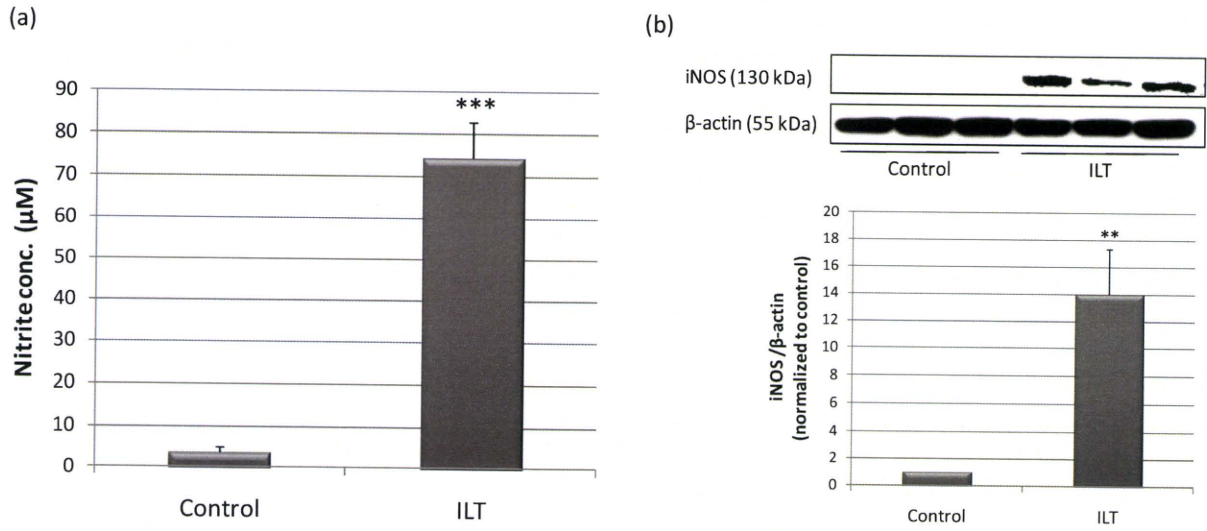 (a)
90
80
70
60
50
40
30
20
10
0
Nitrite conc. (µM)
***
Control
ILT
(b)
iNOS (130 kDa)
β-actin (55 kDa)
Control
ILT
20
18
16
14
12
10
8
6
4
2
0
iNOS /β-actin
(normalized to control)
**
Control
ILT